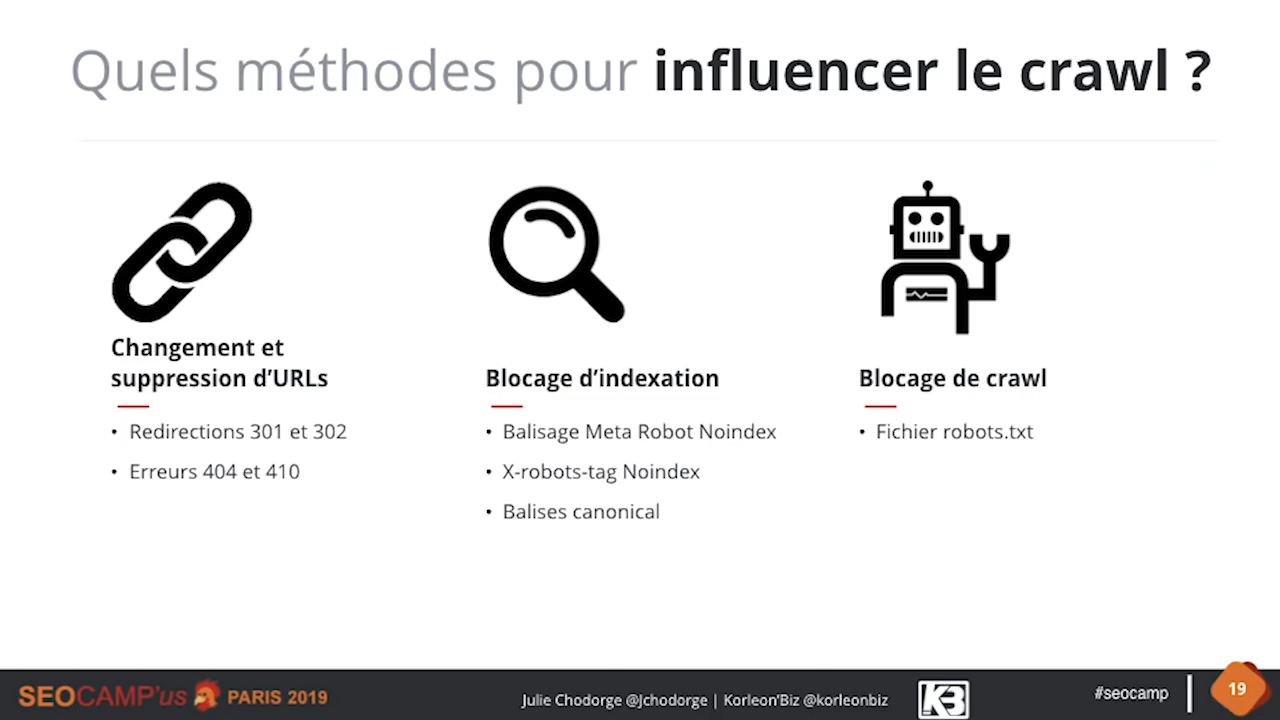 Quels méthodes pour influencer le crawl ?
Changement et
suppression d’URLs
• Redirections 301 et 302
• Erreurs 404 et 410
Blocage d’indexation
• Balisage Meta Robot Noindex
• X-robots-tag Noindex
• Balises canonical
Blocage de crawl
• Fichier robots.txt
SEOCAMP'us PARIS 2019
Julie Chodorge @Jchodorge | Korleon’Biz @korleonbiz
KB
#seocamp
19